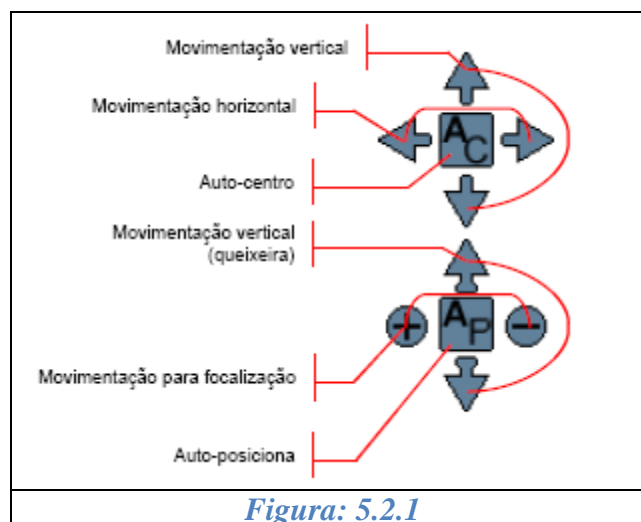 Movimentação vertical
Movimentação horizontal
AC
Auto-centro
Movimentação vertical
(queixeira)
AP
Movimentação para focalização
Auto-posiciona
Figura: 5.2.1